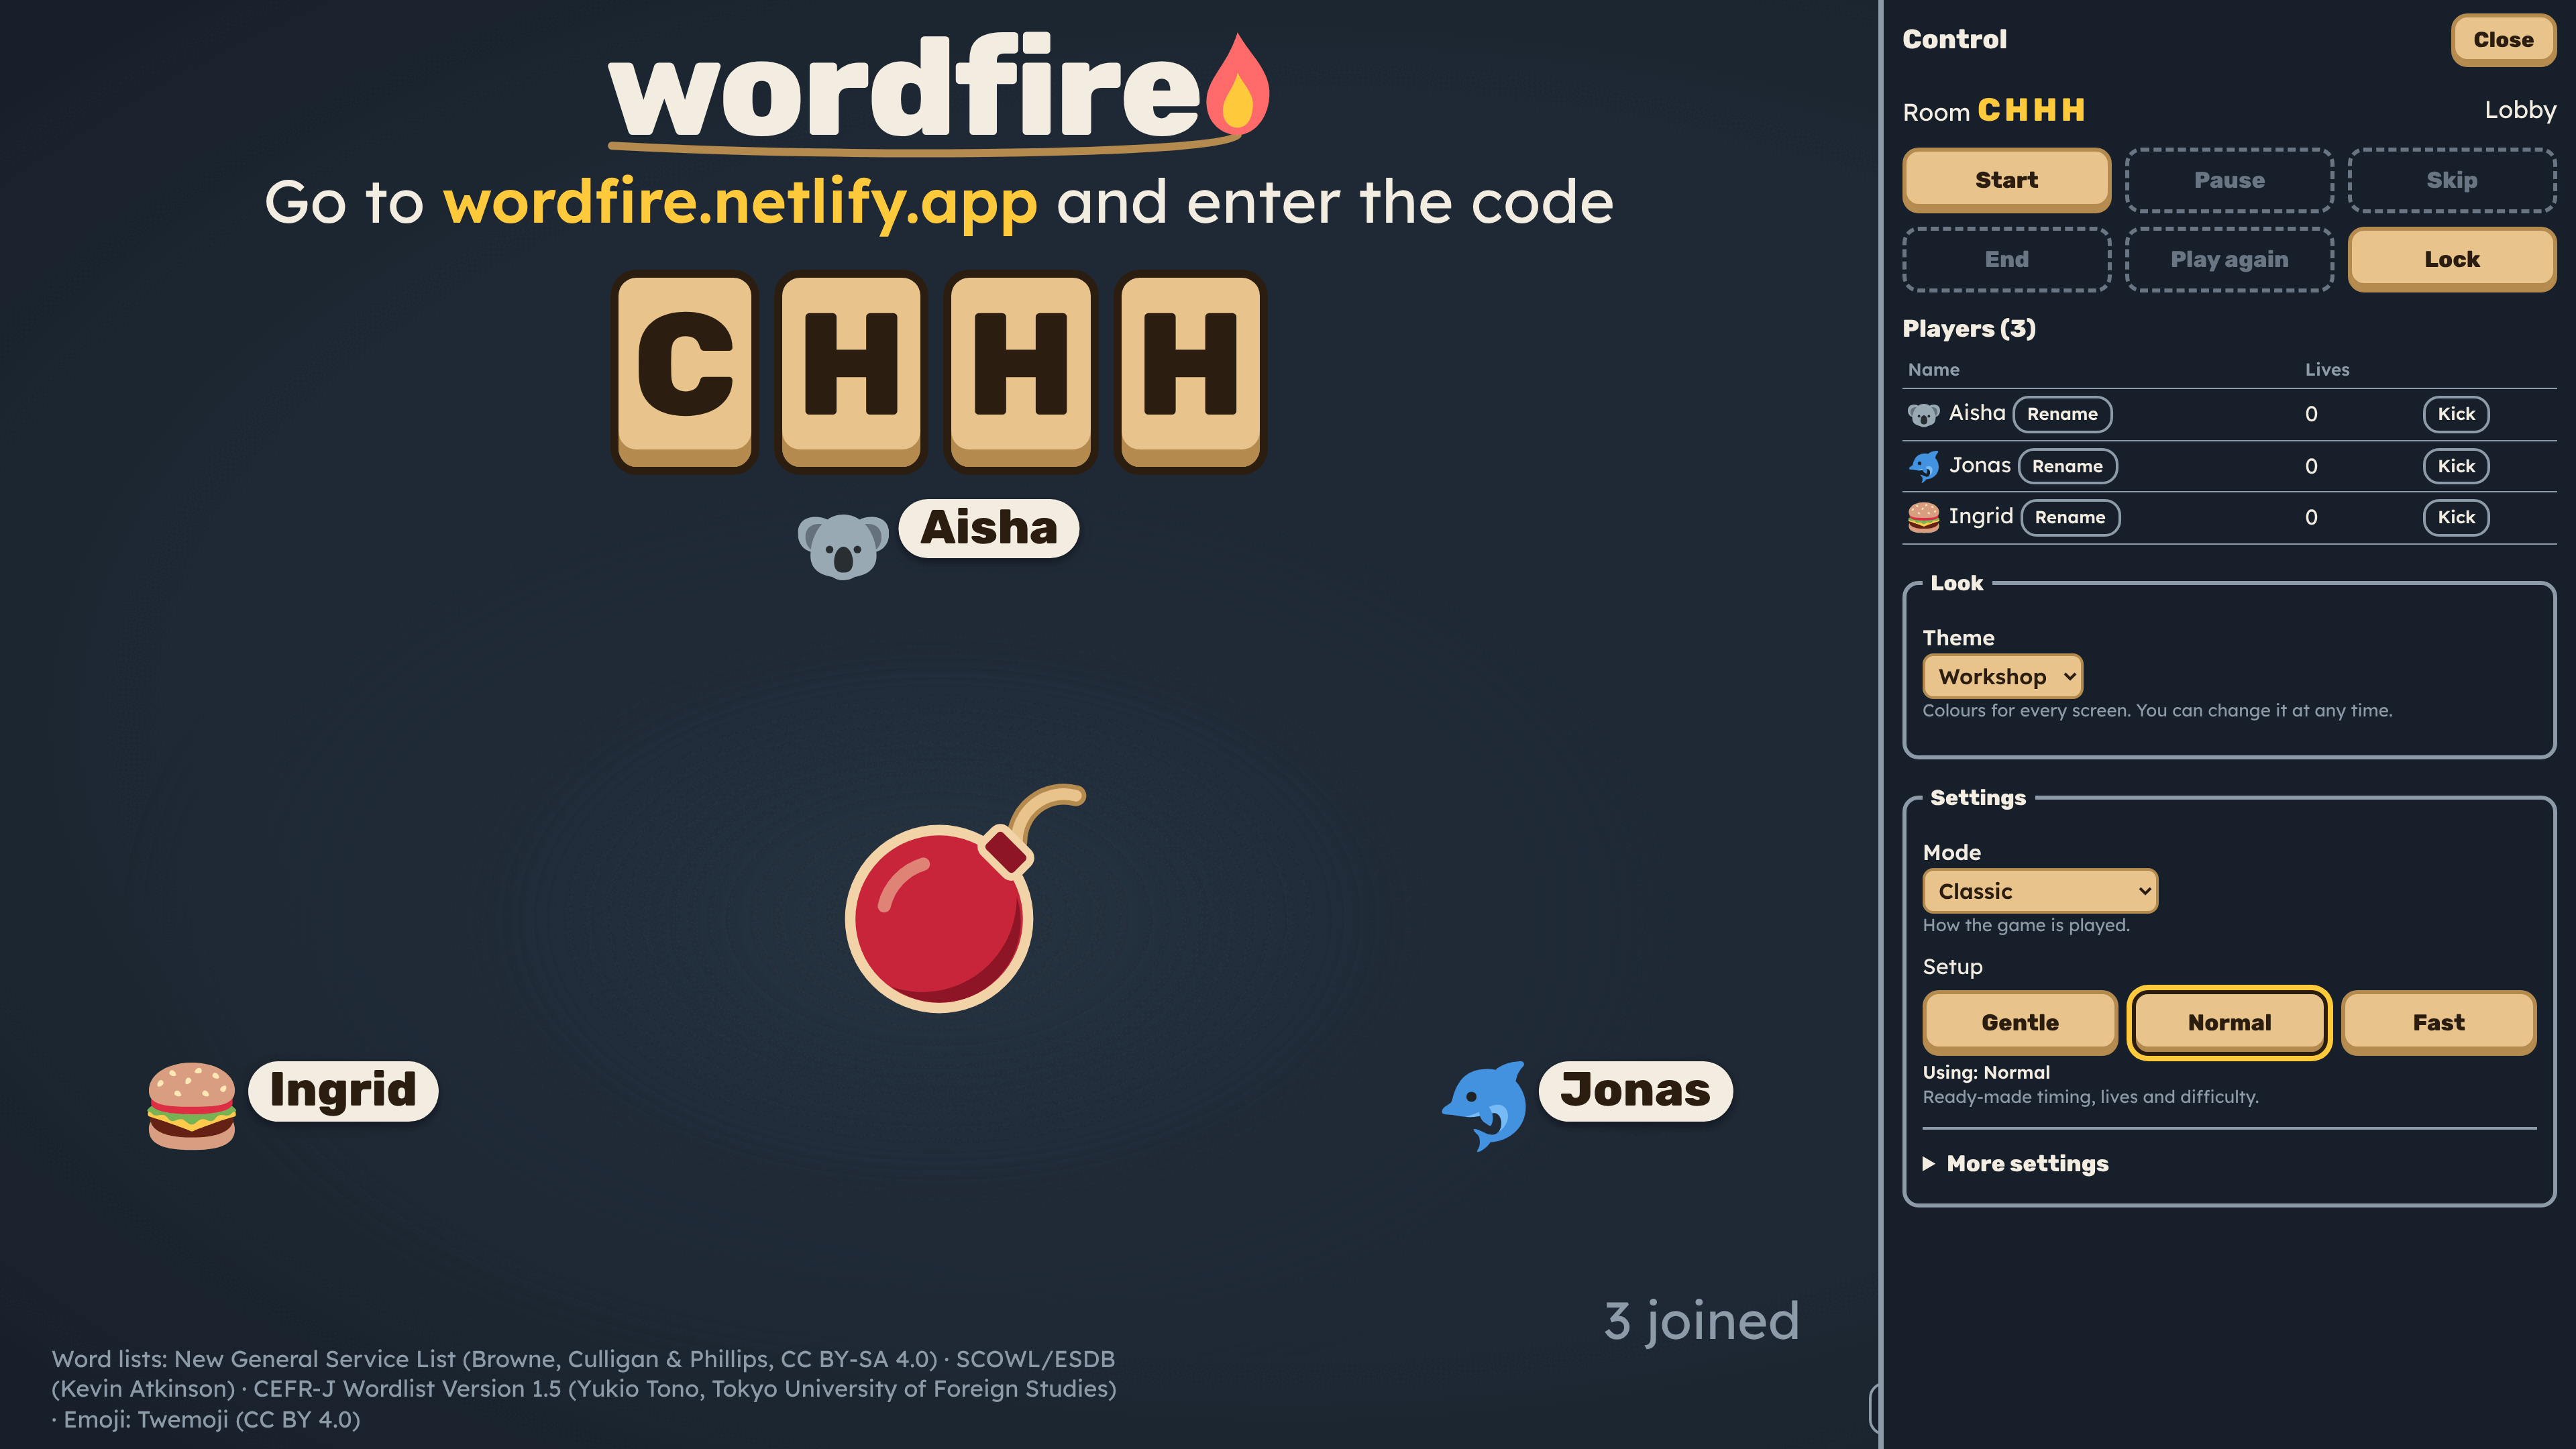 wordfire
Go to wordfire.netlify.app and enter the code
C H H H
Aisha
Ingrid
Jonas
3 joined
Word lists: New General Service List (Browne, Culligan & Phillips, CC BY-SA 4.0) · SCOWL/ESDB
(Kevin Atkinson) · CEFR-J Wordlist Version 1.5 (Yukio Tono, Tokyo University of Foreign Studies)
· Emoji: Twemoji (CC BY 4.0)
Control
Close
Room CHHH
Lobby
Start
Pause
Skip
End
Play again
Lock
Players (3)
Name Lives
Aisha Rename 0 Kick
Jonas Rename 0 Kick
Ingrid Rename 0 Kick
Look
Theme
Workshop
Colours for every screen. You can change it at any time.
Settings
Mode
Classic
How the game is played.
Setup
Gentle
Normal
Fast
Using: Normal
Ready-made timing, lives and difficulty.
More settings